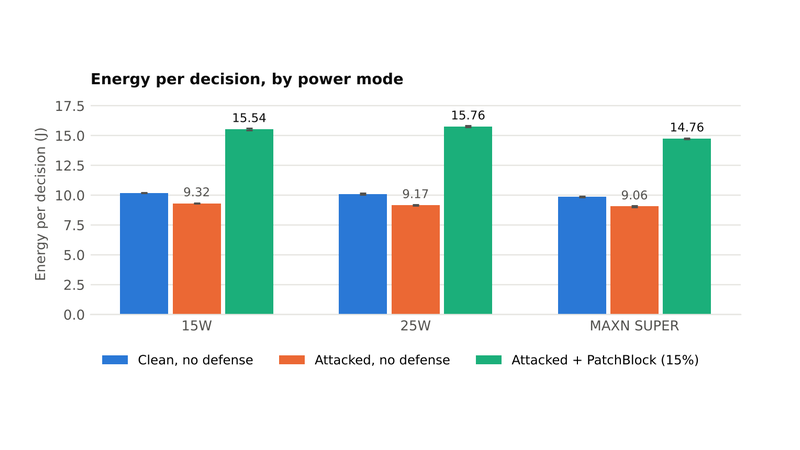 Energy per decision, by power mode
Energy per decision (J)
17.5
15.0
12.5
10.0
7.5
5.0
2.5
0.0
15.54
15.76
14.76
9.32
9.17
9.06
15W
25W
MAXN SUPER
Clean, no defense
Attacked, no defense
Attacked + PatchBlock (15%)